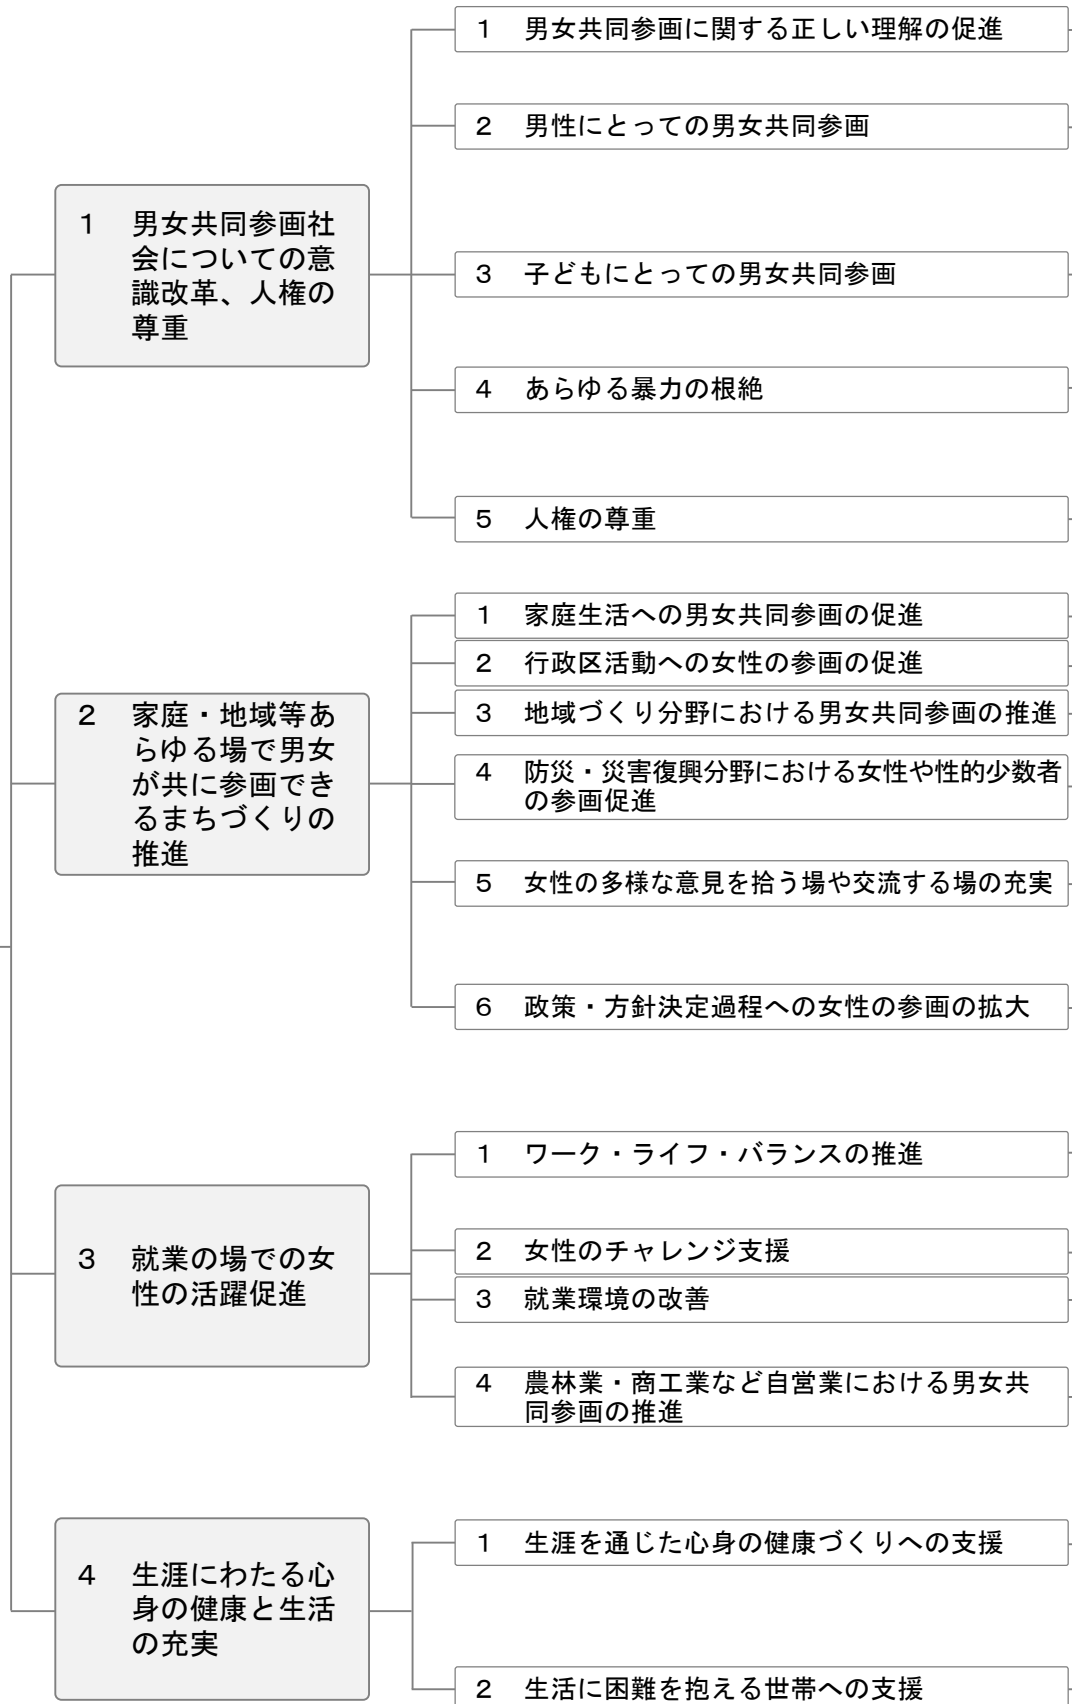 1 男女共同参画社
会についての意
識改革、人権の
尊重
1 男女共同参画に関する正しい理解の促進
2 男性にとっての男女共同参画
3 子どもにとっての男女共同参画
4 あらゆる暴力の根絶
5 人権の尊重
2 家庭・地域等あ
らゆる場で男女
が共に参画でき
るまちづくりの
推進
1 家庭生活への男女共同参画の促進
2 行政区活動への女性の参画の促進
3 地域づくり分野における男女共同参画の推進
4 防災・災害復興分野における女性や性的少数者
の参画促進
5 女性の多様な意見を拾う場や交流する場の充実
6 政策・方針決定過程への女性の参画の拡大
3 就業の場での女
性の活躍促進
1 ワーク・ライフ・バランスの推進
2 女性のチャレンジ支援
3 就業環境の改善
4 農林業・商工業など自営業における男女共
同参画の推進
4 生涯にわたる心
身の健康と生活
の充実
1 生涯を通じた心身の健康づくりへの支援
2 生活に困難を抱える世帯への支援